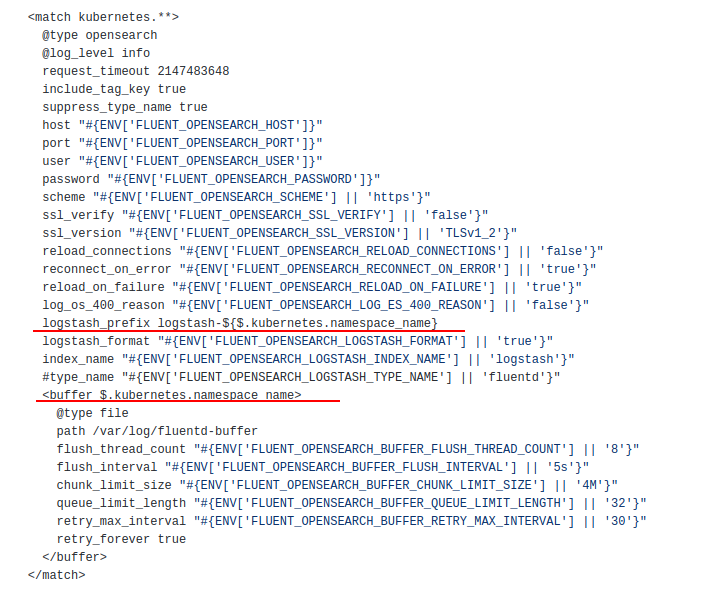 <match kubernetes.**>
@type opensearch
@log_level info
request_timeout 2147483648
include_tag_key true
suppress_type_name true
host "#{ENV['FLUENT_OPENSEARCH_HOST']}"
port "#{ENV['FLUENT_OPENSEARCH_PORT']}"
user "#{ENV['FLUENT_OPENSEARCH_USER']}"
password "#{ENV['FLUENT_OPENSEARCH_PASSWORD']}"
scheme "#{ENV['FLUENT_OPENSEARCH_SCHEME'] || 'https'}"
ssl_verify "#{ENV['FLUENT_OPENSEARCH_SSL_VERIFY'] || 'false'}"
ssl_version "#{ENV['FLUENT_OPENSEARCH_SSL_VERSION'] || 'TLSv1_2'}"
reload_connections "#{ENV['FLUENT_OPENSEARCH_RELOAD_CONNECTIONS'] || 'false'}"
reconnect_on_error "#{ENV['FLUENT_OPENSEARCH_RECONNECT_ON_ERROR'] || 'true'}"
reload_on_failure "#{ENV['FLUENT_OPENSEARCH_RELOAD_ON_FAILURE'] || 'true'}"
log_os_400_reason "#{ENV['FLUENT_OPENSEARCH_LOG_ES_400_REASON'] || 'false'}"
logstash_prefix logstash-${$.kubernetes.namespace_name}
logstash_format "#{ENV['FLUENT_OPENSEARCH_LOGSTASH_FORMAT'] || 'true'}"
index_name "#{ENV['FLUENT_OPENSEARCH_LOGSTASH_INDEX_NAME'] || 'logstash'}"
#type_name "#{ENV['FLUENT_OPENSEARCH_LOGSTASH_TYPE_NAME'] || 'fluentd'}"
<buffer $.kubernetes.namespace_name>
@type file
path /var/log/fluentd-buffer
flush_thread_count "#{ENV['FLUENT_OPENSEARCH_BUFFER_FLUSH_THREAD_COUNT'] || '8'}"
flush_interval "#{ENV['FLUENT_OPENSEARCH_BUFFER_FLUSH_INTERVAL'] || '5s'}"
chunk_limit_size "#{ENV['FLUENT_OPENSEARCH_BUFFER_CHUNK_LIMIT_SIZE'] || '4M'}"
queue_limit_length "#{ENV['FLUENT_OPENSEARCH_BUFFER_QUEUE_LIMIT_LENGTH'] || '32'}"
retry_max_interval "#{ENV['FLUENT_OPENSEARCH_BUFFER_RETRY_MAX_INTERVAL'] || '30'}"
retry_forever true
</buffer>
</match>